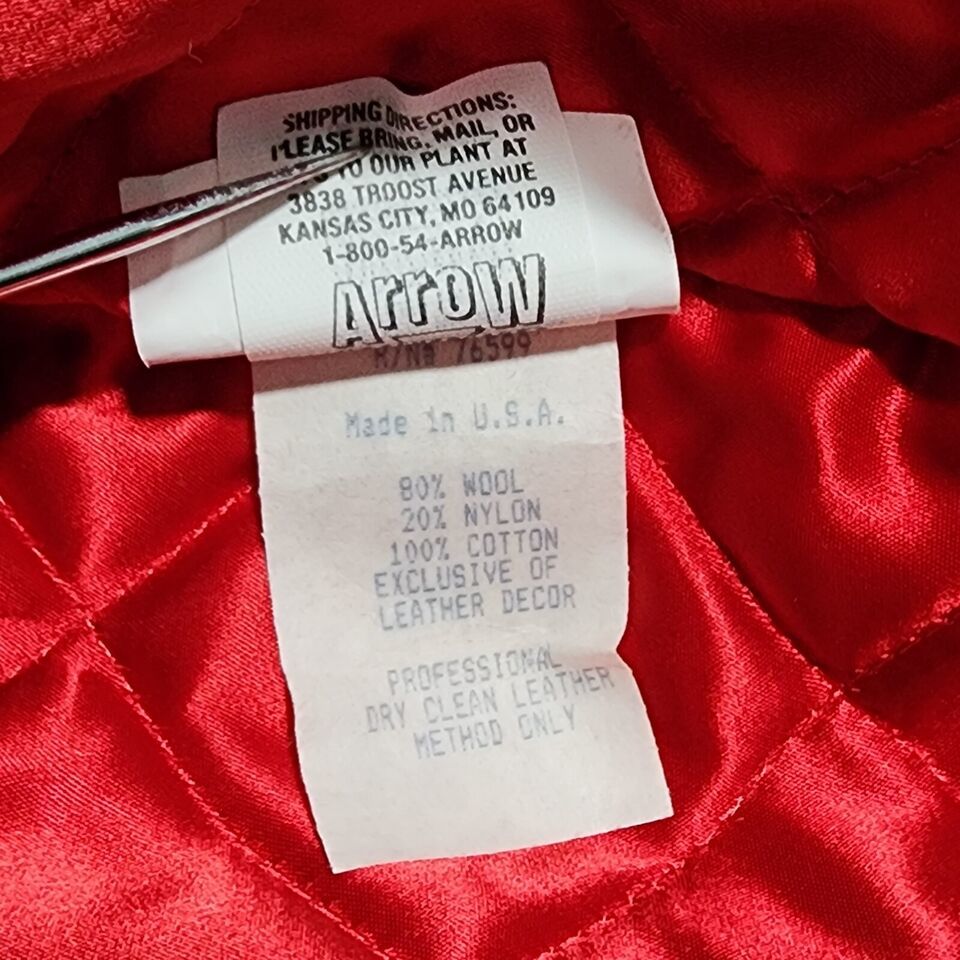 SHIPPING DIRECTIONS:
PLEASE BRING, MAIL, OR
TO OUR PLANT AT
3838 TROOST AVENUE
KANSAS CITY, MO 64109
1-800-54-ARROW
Arrow
R/N# 76599
Made in U.S.A.
80% WOOL
20% NYLON
100% COTTON
EXCLUSIVE OF
LEATHER DECOR
PROFESSIONAL
DRY CLEAN LEATHER
METHOD ONLY